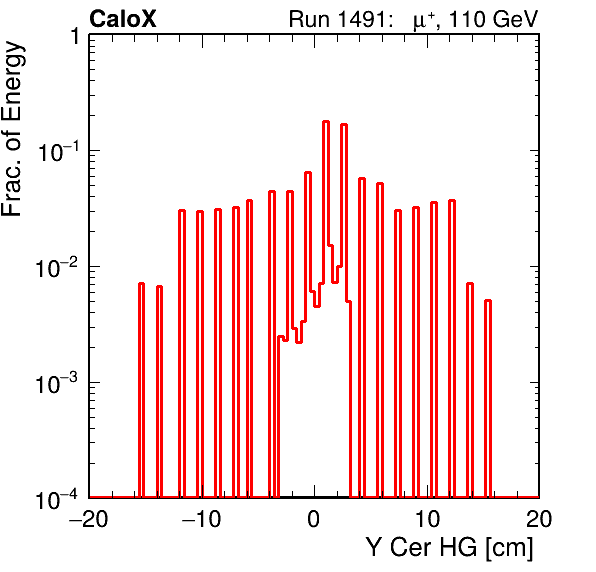 CaloX Run 1491: μ⁺, 110 GeV
Frac. of Energy
1
10⁻¹
10⁻²
10⁻³
10⁻⁴
−20 −10 0 10 20
Y Cer HG [cm]